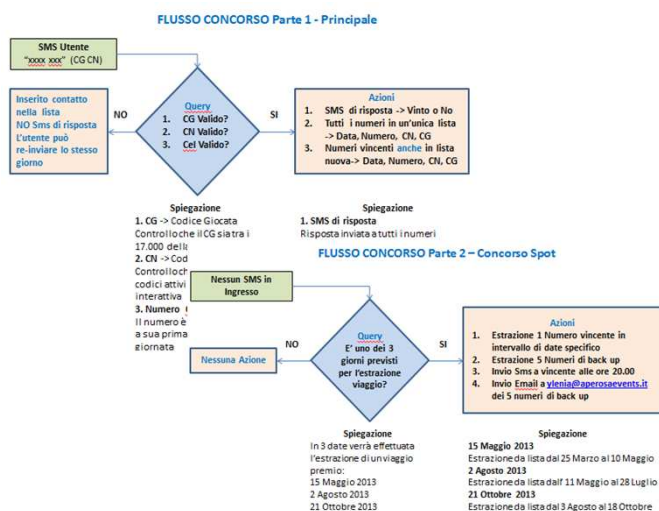 FLUSSO CONCORSO Parte 1 - Principale
SMS Utente
"xxxx xxx" (CG CN)
Inserito contatto
nella lista
NO Sms di risposta
L'utente può
re-inviare lo stesso
giorno
NO
Query
1. CG Valido?
2. CN Valido?
3. Cel Valido?
SI
Azioni
1. SMS di risposta -> Vinto o No
2. Tutti i numeri in un'unica lista
-> Data, Numero, CN, CG
3. Numeri vincenti anche in lista
nuova-> Data, Numero, CN, CG
Spiegazione
1. CG -> Codice Giocata
Controllo che il CG sia tra i
17.000 della
2. CN -> Cod
Controllo ch
codici attivi
interattiva
3. Numero
Il numero è
a sua prima
giornata
Spiegazione
1. SMS di risposta
Risposta inviata a tutti i numeri
FLUSSO CONCORSO Parte 2 – Concorso Spot
Nessun SMS in
Ingresso
Nessuna Azione
NO
Query
E' uno dei 3
giorni previsti
per l'estrazione
viaggio?
SI
Azioni
1. Estrazione 1 Numero vincente in
intervallo di date specifico
2. Estrazione 5 Numeri di back up
3. Invio Sms a vincente alle ore 20.00
4. Invio Email a ylenia@aperosaevents.it
dei 5 numeri di back up
Spiegazione
In 3 date verrà effettuata
l'estrazione di un viaggio
premio:
15 Maggio 2013
2 Agosto 2013
21 Ottobre 2013
Spiegazione
15 Maggio 2013
Estrazione da lista dal 25 Marzo al 10 Maggio
2 Agosto 2013
Estrazione da lista dall' 11 Maggio al 28 Luglio
21 Ottobre 2013
Estrazione da lista dal 3 Agosto al 18 Ottobre